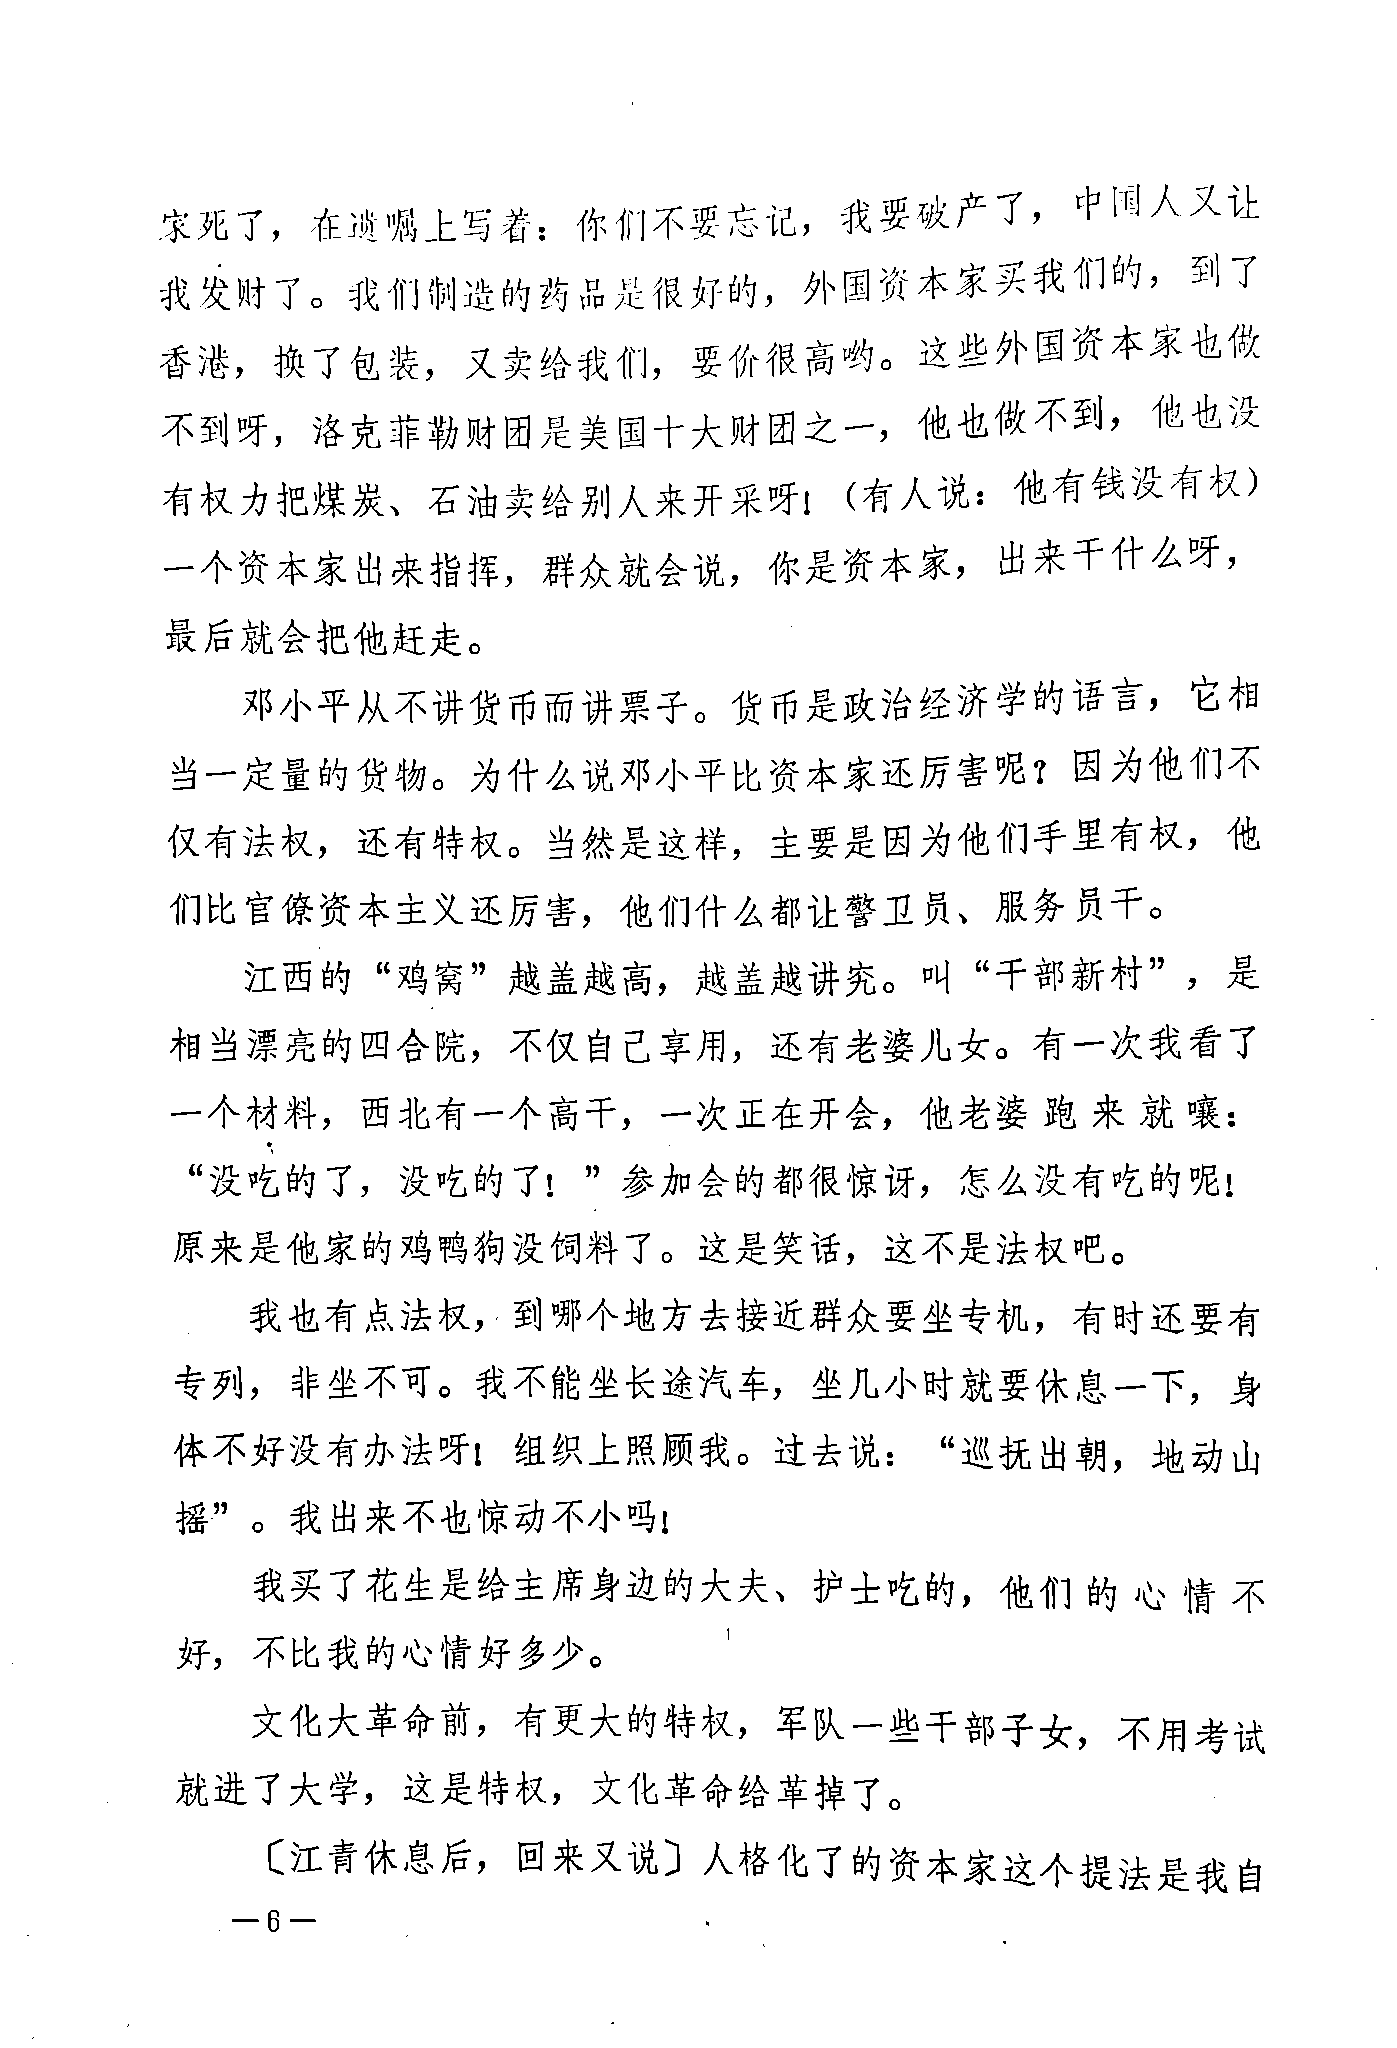 家死了，在遗嘱上写着：你们不要忘记，我要破产了，中国人又让
我发财了。我们制造的药品是很好的，外国资本家买我们的，到了
香港，换了包装，又卖给我们，要价很高哟。这些外国资本家也做
不到呀，洛克菲勒财团是美国十大财团之一，他也做不到，他也没
有权力把煤炭、石油卖给别人来开采呀！（有人说：他有钱没有权）
一个资本家出来指挥，群众就会说，你是资本家，出来干什么呀，
最后就会把他赶走。
邓小平从不讲货币而讲票子。货币是政治经济学的语言，它相
当一定量的货物。为什么说邓小平比资本家还厉害呢？因为他们不
仅有法权，还有特权。当然是这样，主要是因为他们手里有权，他
们比官僚资本主义还厉害，他们什么都让警卫员、服务员干。
江西的“鸡窝”越盖越高，越盖越讲究。叫“干部新村”，是
相当漂亮的四合院，不仅自己享用，还有老婆儿女。有一次我看了
一个材料，西北有一个高干，一次正在开会，他老婆跑来就嚷：
“没吃的了，没吃的了！”参加会的都很惊讶，怎么没有吃的呢！
原来是他家的鸡鸭狗没饲料了。这是笑话，这不是法权吧。
我也有点法权，到哪个地方去接近群众要坐专机，有时还要有
专列，非坐不可。我不能坐长途汽车，坐几小时就要休息一下，身
体不好没有办法呀！组织上照顾我。过去说：“巡抚出朝，地动山
摇”。我出来不也惊动不小吗！
我买了花生是给主席身边的大夫、护士吃的，他们的心情不
好，不比我的心情好多少。
文化大革命前，有更大的特权，军队一些干部子女，不用考试
就进了大学，这是特权，文化革命给革掉了。
〔江青休息后，回来又说〕人格化了的资本家这个提法是我自
—6—